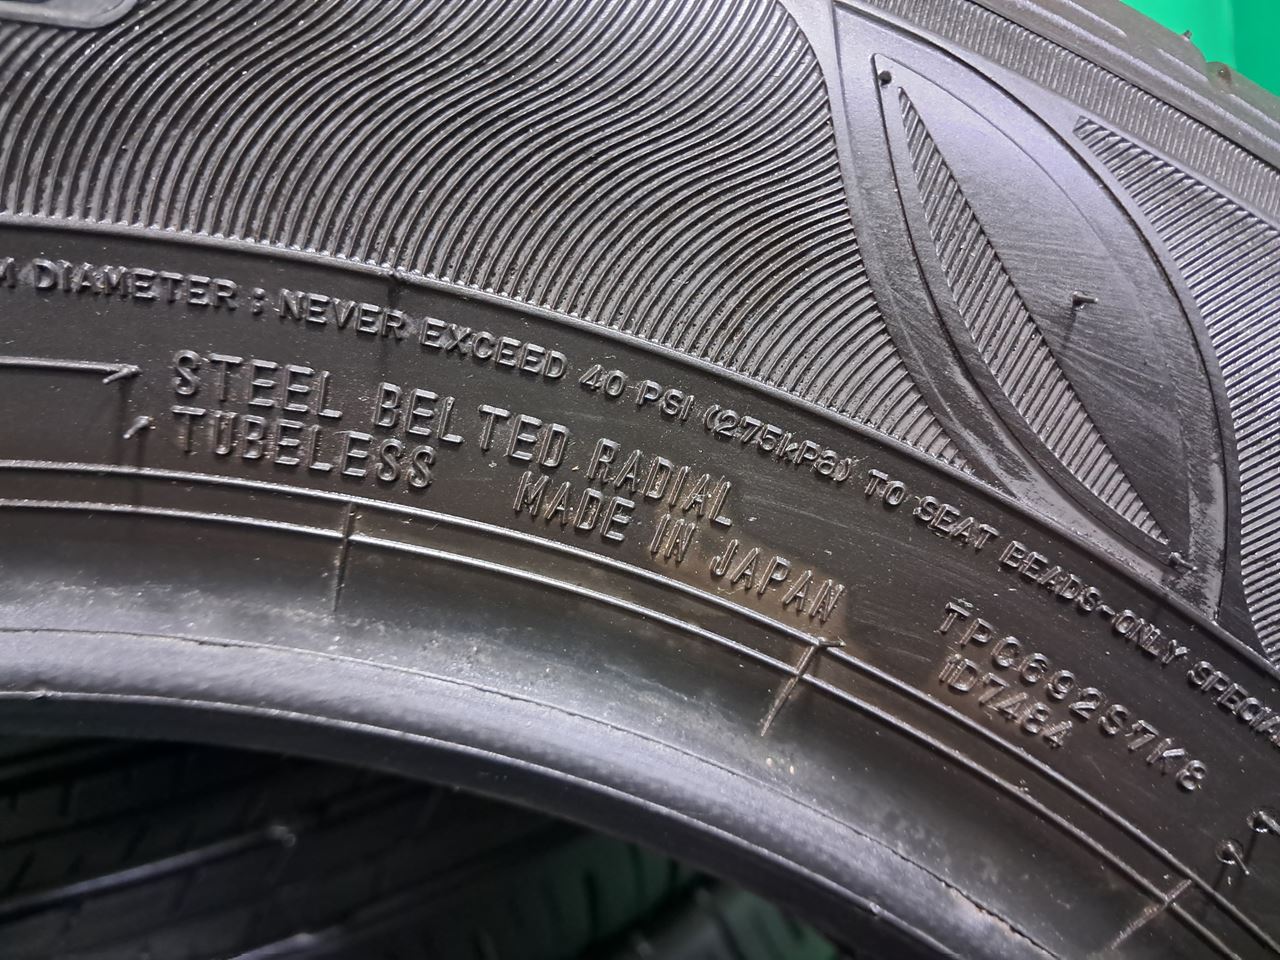 M DIAMETER : NEVER EXCEED 40 PSI (275kPa) TO SEAT BEADS-ONLY SPECIA
STEEL BELTED RADIAL
TUBELESS MADE IN JAPAN
TPC692S7K8
1D7484